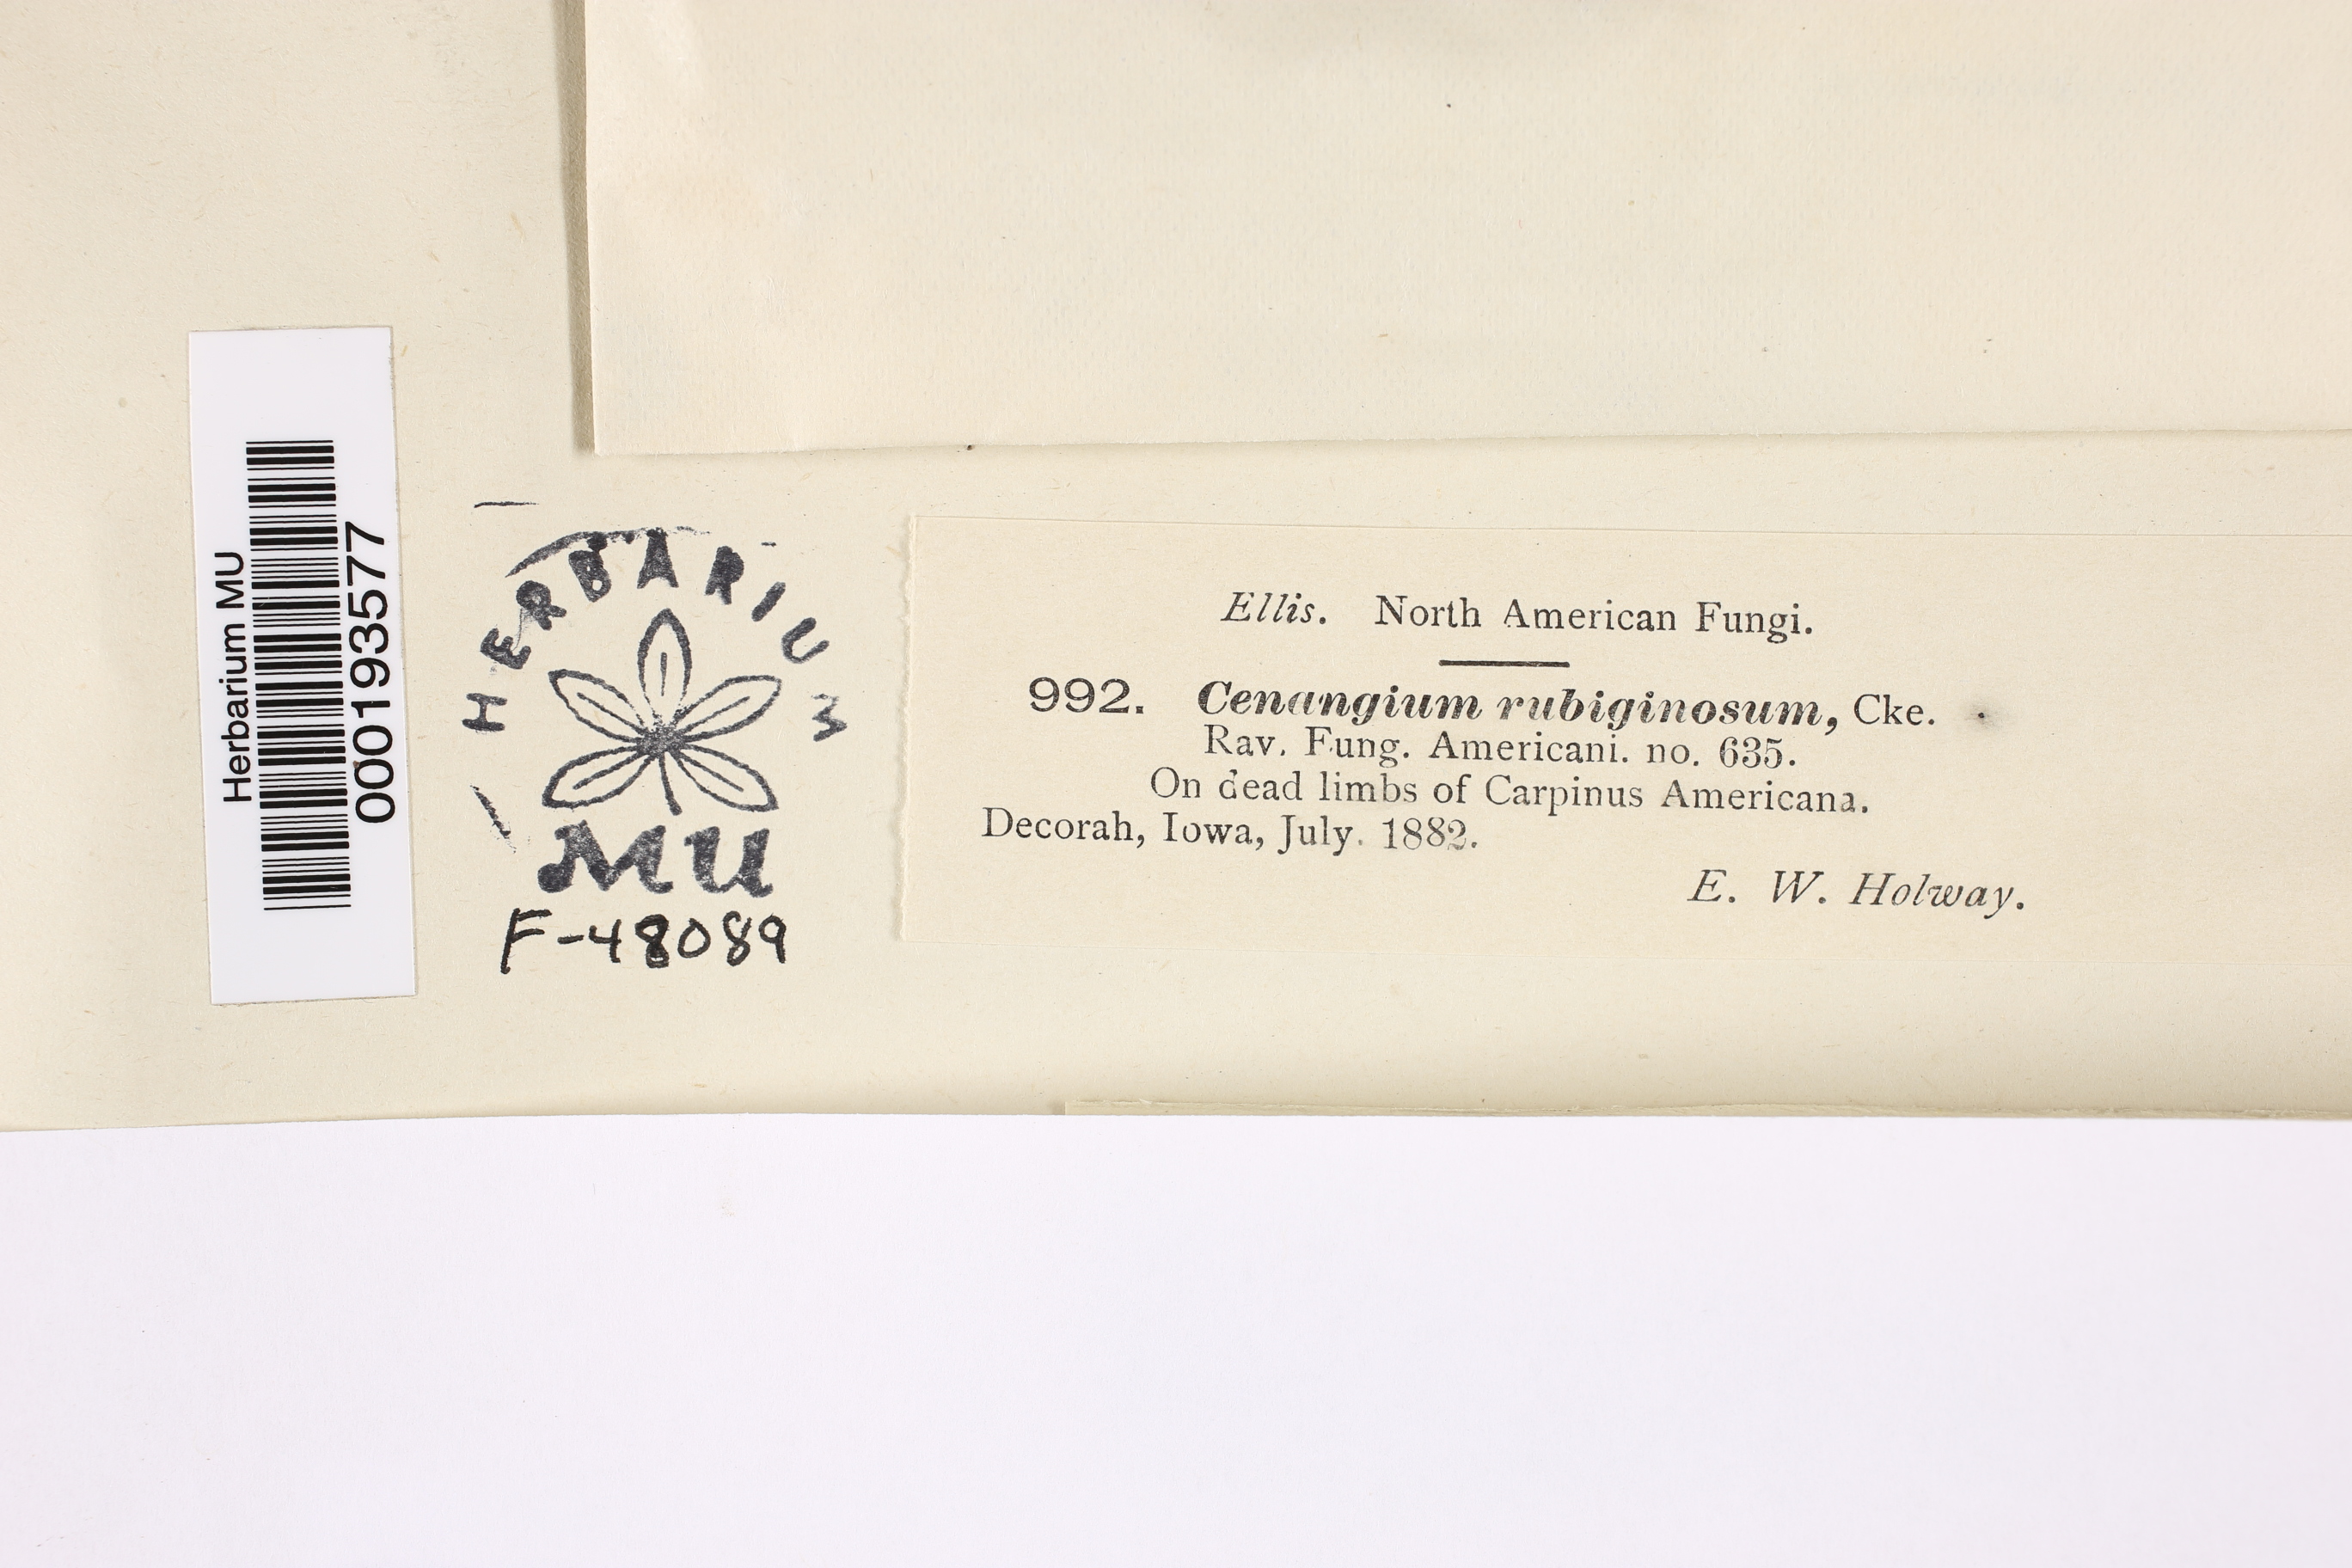 Herbarium MU
000193577
HERBARIUM
MU
F-48089
Ellis. North American Fungi.
992. Cenangium rubiginosum, Cke.
Rav. Fung. Americani. no. 635.
On dead limbs of Carpinus Americana.
Decorah, Iowa, July. 1882.
E. W. Holway.